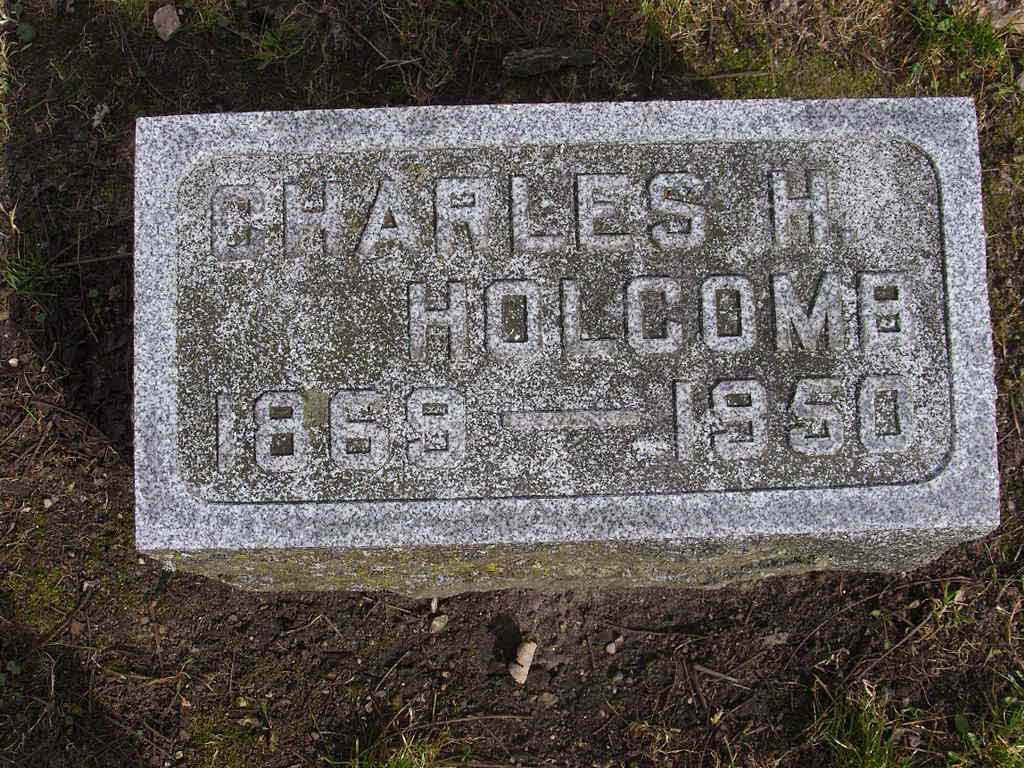 CHARLES H.
HOLCOMB
1869 — 1950